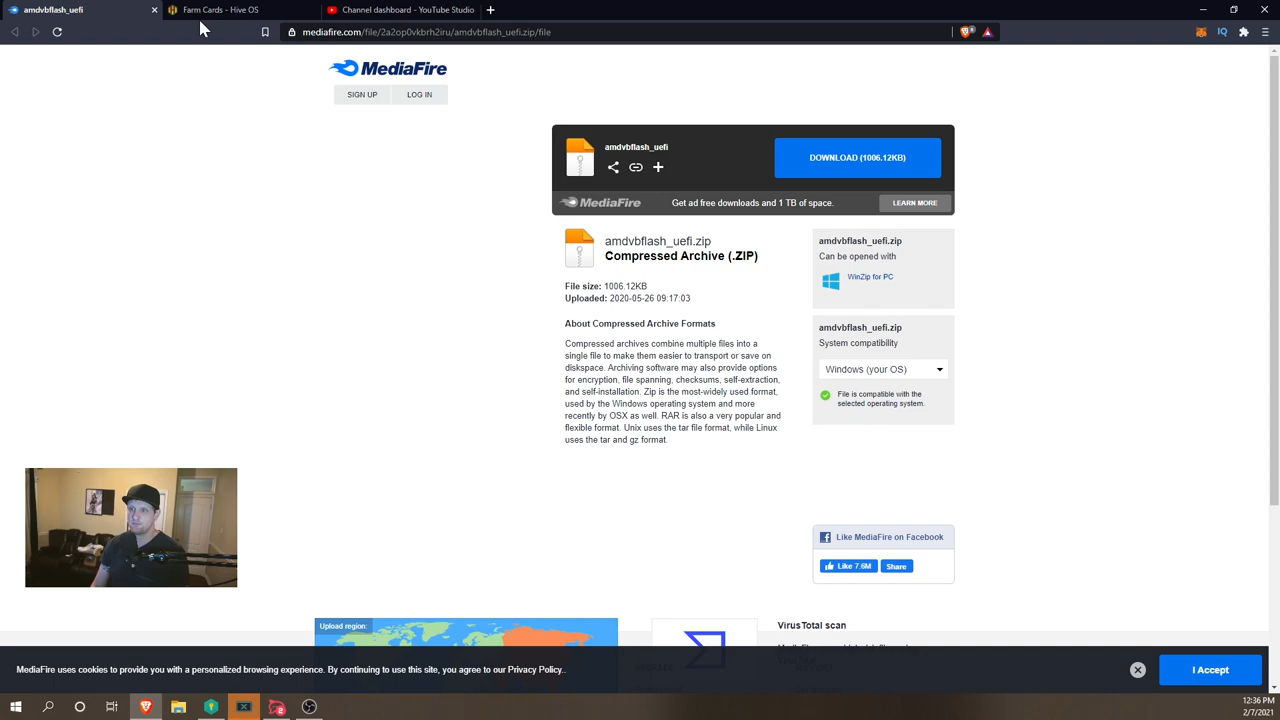 amdvbflash_uefi
Farm Cards - Hive OS
Channel dashboard - YouTube Studio
mediafire.com/file/2a2op0vkbrh2iru/amdvbflash_uefi.zip/file
IQ
MediaFire
SIGN UP
LOG IN
amdvbflash_uefi
DOWNLOAD (1006.12KB)
MediaFire
Get ad free downloads and 1 TB of space.
LEARN MORE
amdvbflash_uefi.zip
Compressed Archive (.ZIP)
File size: 1006.12KB
Uploaded: 2020-05-26 09:17:03
About Compressed Archive Formats
Compressed archives combine multiple files into a
single file to make them easier to transport or save on
diskspace. Archiving software may also provide options
for encryption, file spanning, checksums, self-extraction,
and self-installation. Zip is the most-widely used format,
used by the Windows operating system and more
recently by OSX as well. RAR is also a very popular and
flexible format. Unix uses the tar file format, while Linux
uses the tar and gz format.
amdvbflash_uefi.zip
Can be opened with
WinZip for PC
amdvbflash_uefi.zip
System compatibility
Windows (your OS)
File is compatible with the
selected operating system.
Like MediaFire on Facebook
Like 7.6M
Share
Upload region:
VirusTotal scan
MediaFire uses cookies to provide you with a personalized browsing experience. By continuing to use this site, you agree to our Privacy Policy..
I Accept
12:36 PM
2/7/2021